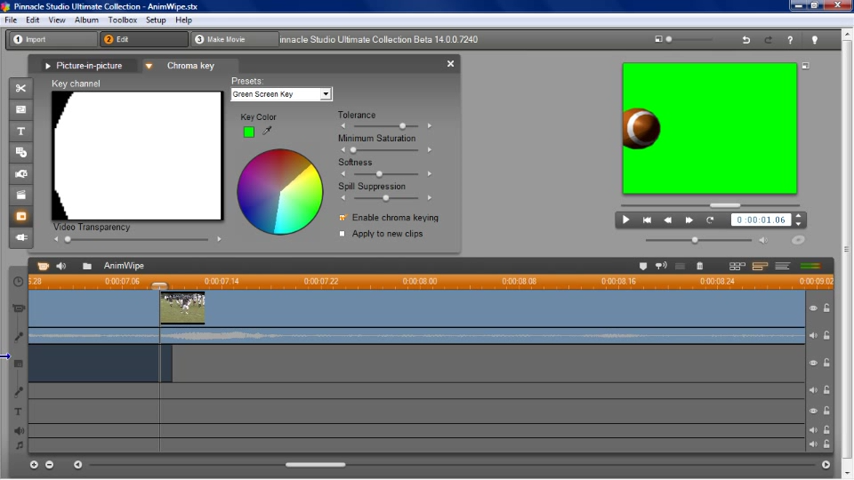 Pinnacle Studio Ultimate Collection - AnimWipe.stx
File Edit View Album Toolbox Setup Help
1 Import 2 Edit 3 Make Movie innacle Studio Ultimate Collection Beta 14.0.0.7240
Picture-in-picture Chroma key
Key channel
Presets:
Green Screen Key
Key Color
Tolerance
Minimum Saturation
Softness
Spill Suppression
Enable chroma keying
Apply to new clips
Video Transparency
0:00:01.06
AnimWipe
6.28 0:00:07.06 0:00:07.14 0:00:07.22 0:00:08.00 0:00:08.08 0:00:08.16 0:00:08.24 0:00:09.02